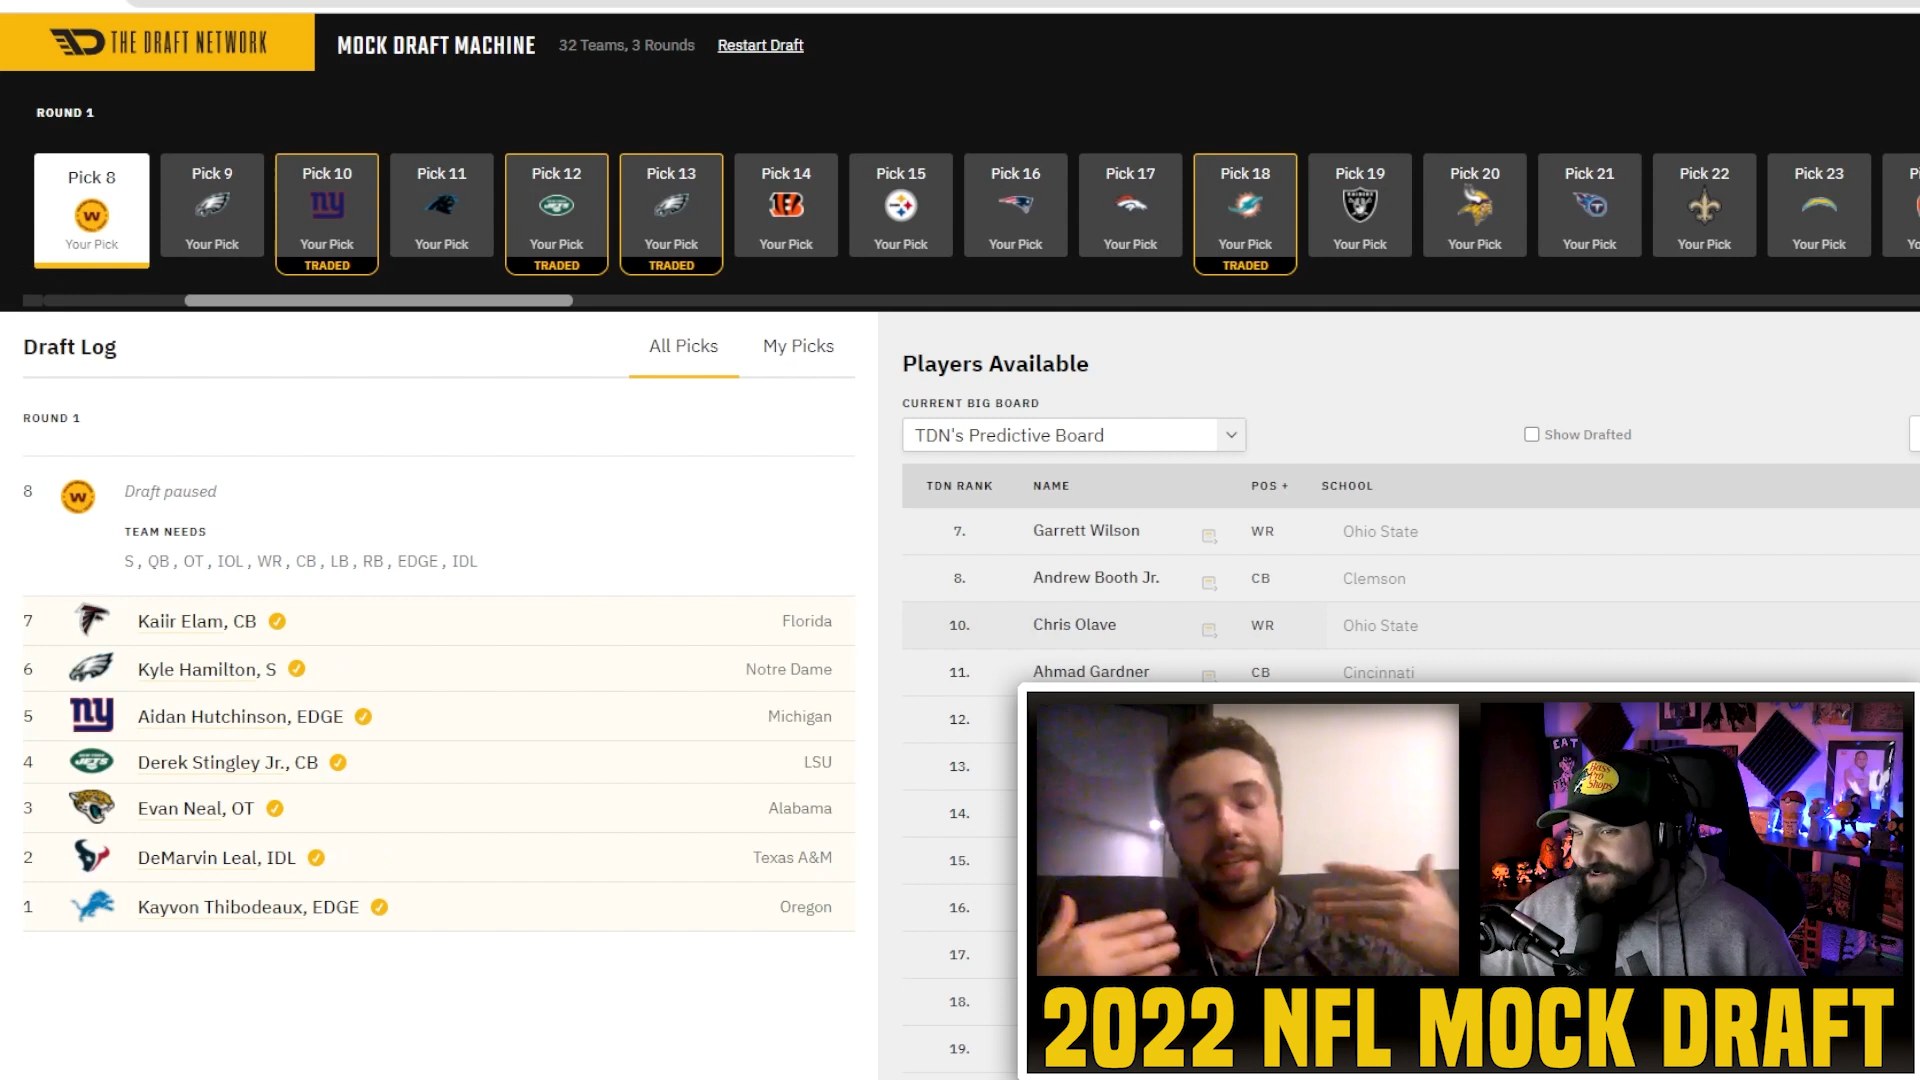 THE DRAFT NETWORK
MOCK DRAFT MACHINE 32 Teams, 3 Rounds Restart Draft
ROUND 1
Pick 8 W Your Pick
Pick 9 Your Pick
Pick 10 ny Your Pick TRADED
Pick 11 Your Pick
Pick 12 JETS Your Pick TRADED
Pick 13 Your Pick TRADED
Pick 14 Your Pick
Pick 15 Your Pick
Pick 16 Your Pick
Pick 17 Your Pick
Pick 18 Your Pick TRADED
Pick 19 RAIDERS Your Pick
Pick 20 Your Pick
Pick 21 Your Pick
Pick 22 Your Pick
Pick 23 Your Pick
Draft Log All Picks My Picks
ROUND 1
8 W Draft paused
TEAM NEEDS
S, QB, OT, IOL, WR, CB, LB, RB, EDGE, IDL
7 Kaiir Elam, CB Florida
6 Kyle Hamilton, S Notre Dame
5 ny Aidan Hutchinson, EDGE Michigan
4 JETS Derek Stingley Jr., CB LSU
3 Evan Neal, OT Alabama
2 DeMarvin Leal, IDL Texas A&M
1 Kayvon Thibodeaux, EDGE Oregon
Players Available
CURRENT BIG BOARD
TDN's Predictive Board Show Drafted
TDN RANK NAME POS + SCHOOL
7. Garrett Wilson WR Ohio State
8. Andrew Booth Jr. CB Clemson
10. Chris Olave WR Ohio State
11. Ahmad Gardner CB Cincinnati
12.
13.
14.
15.
16.
17.
18.
19.
EAT
Bass Pro Shops
2022 NFL MOCK DRAFT